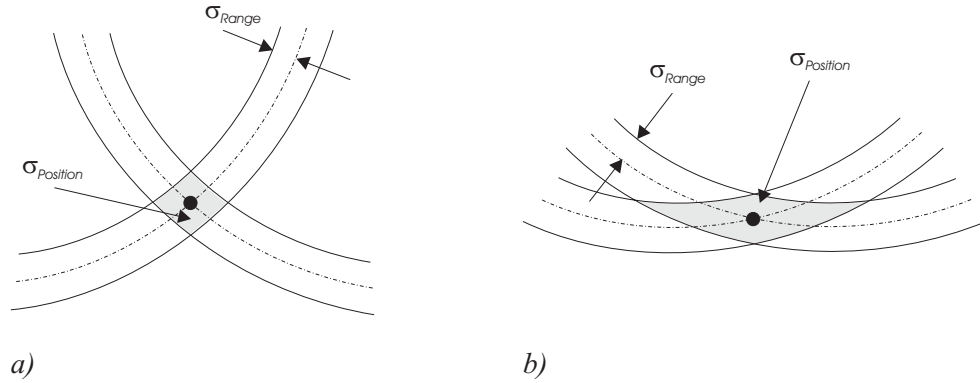 σRange
σPosition
a)
σRange
σPosition
b)